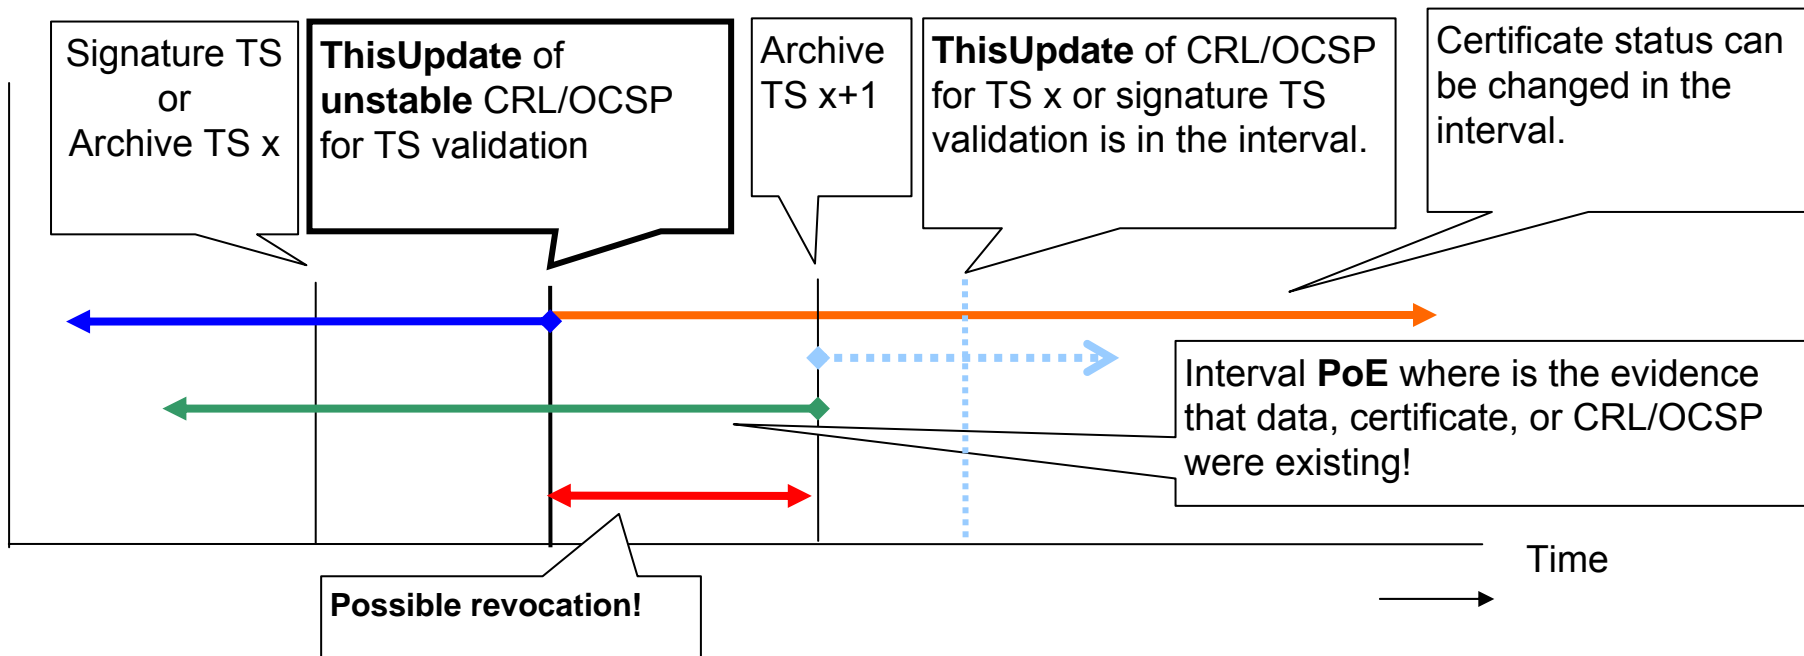 Signature TS
or
Archive TS x
ThisUpdate of
unstable CRL/OCSP
for TS validation
Archive
TS x+1
ThisUpdate of CRL/OCSP
for TS x or signature TS
validation is in the interval.
Certificate status can
be changed in the
interval.
Interval PoE where is the evidence
that data, certificate, or CRL/OCSP
were existing!
Time
Possible revocation!